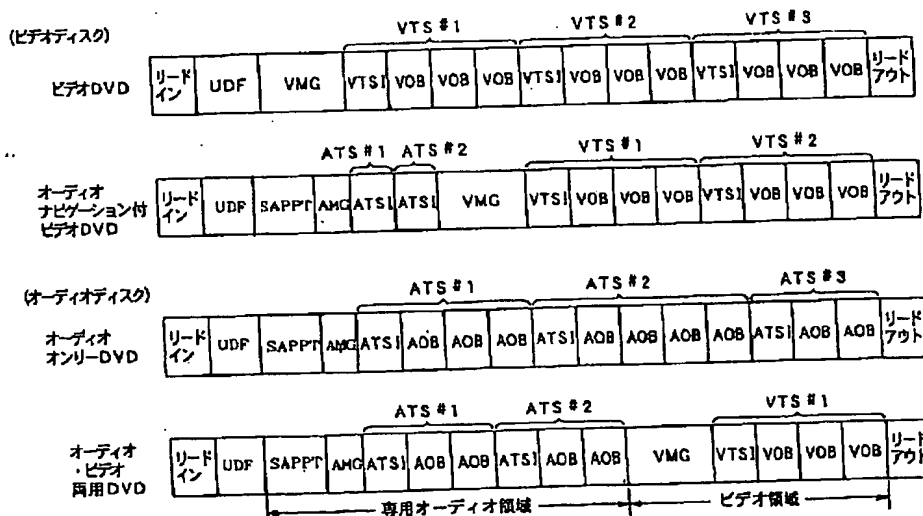 (ビデオディスク)
VTS #1 VTS #2 VTS #3
ビデオDVD
リードイン UDF VMG VTSI VOB VOB VOB VTSI VOB VOB VOB VTSI VOB VOB VOB リードアウト
ATS #1 ATS #2 VTS #1 VTS #2
オーディオ
ナビゲーション付
ビデオDVD
リードイン UDF SAPPT AMG ATSI ATSI VMG VTSI VOB VOB VOB VTSI VOB VOB VOB リードアウト
(オーディオディスク)
ATS #1 ATS #2 ATS #3
オーディオ
オンリーDVD
リードイン UDF SAPPT AMG ATSI AOB AOB AOB ATSI AOB AOB AOB AOB ATSI AOB AOB リードアウト
ATS #1 ATS #2 VTS #1
オーディオ
・ビデオ
両用DVD
リードイン UDF SAPPT AMG ATSI AOB AOB ATSI AOB AOB VMG VTSI VOB VOB VOB リードアウト
専用オーディオ領域 ビデオ領域